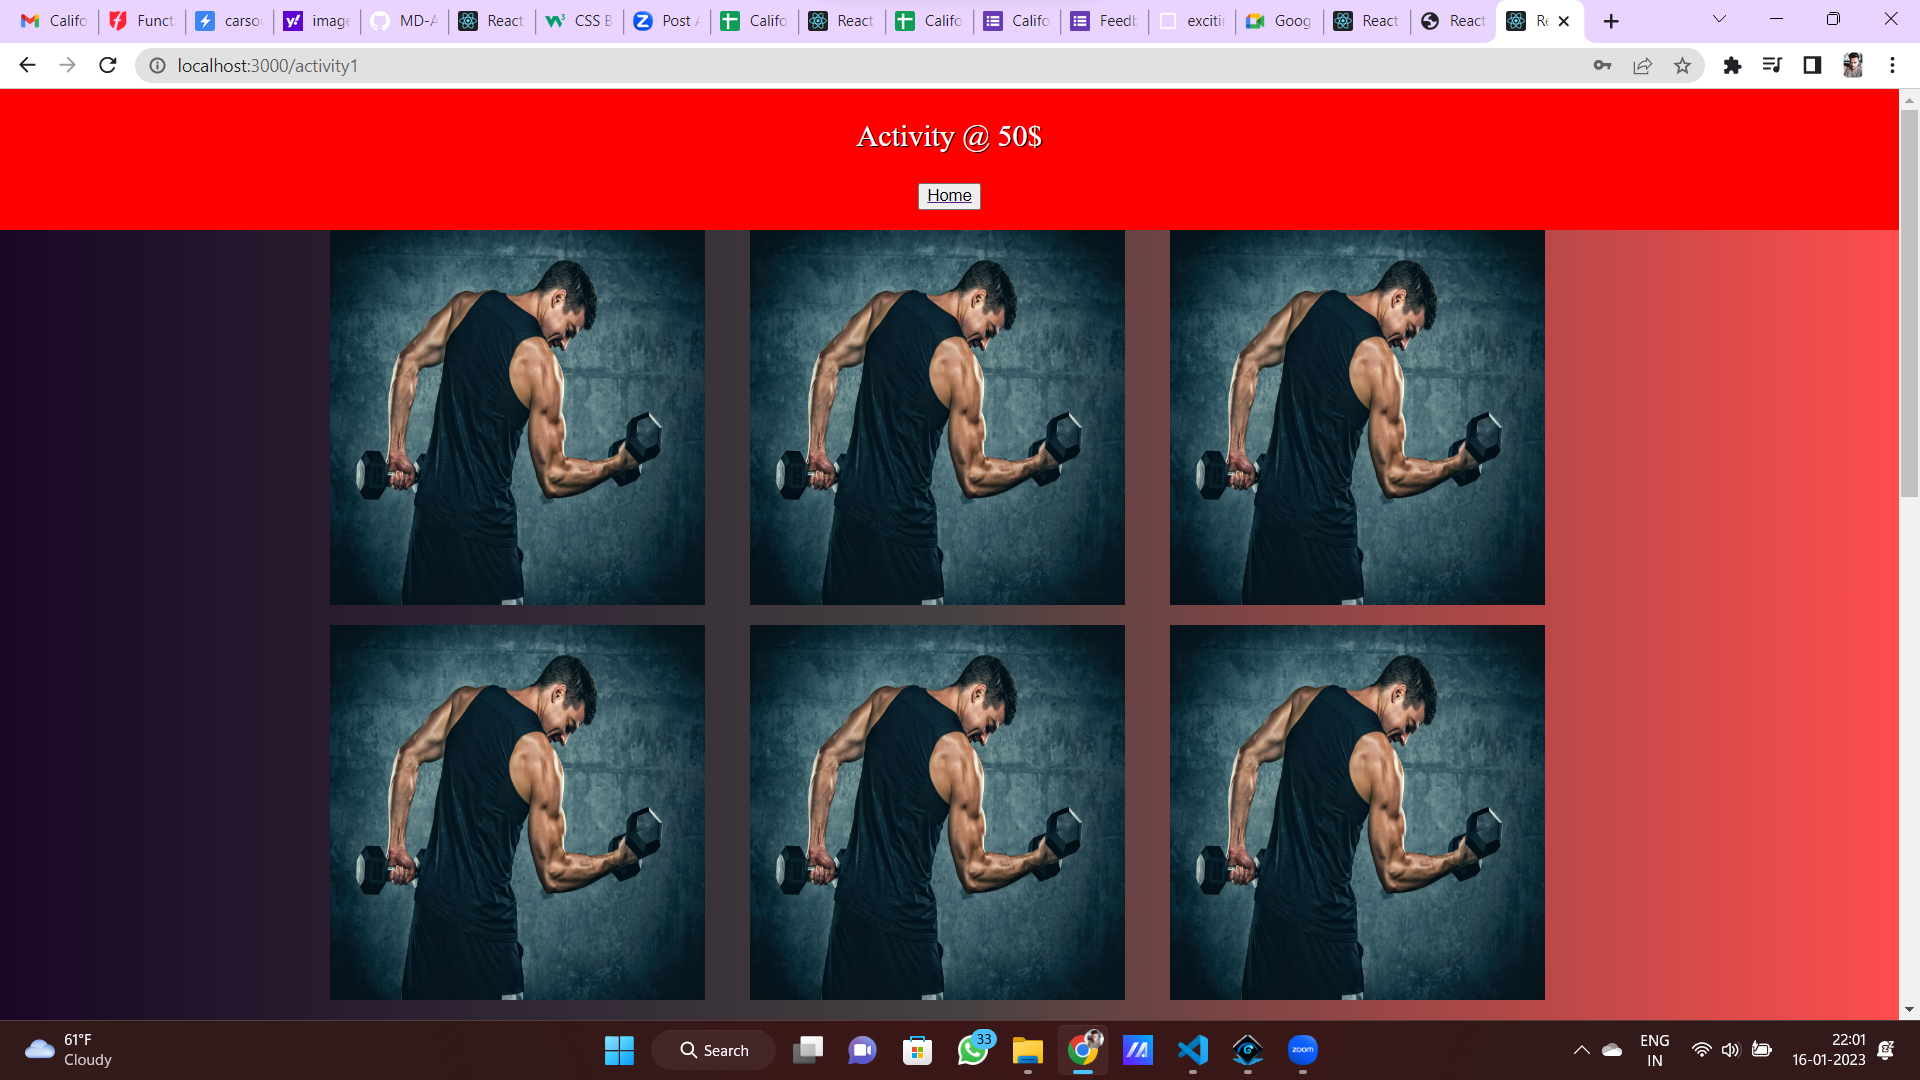 Califo
Funct
carso
image
MD-A
React
CSS B
Post A
Califo
React
Califo
Califo
Feedb
excitin
Goog
React
React
Re
localhost:3000/activity1
Activity @ 50$
Home
61°F
Cloudy
Search
33
zoom
ENG
IN
22:01
16-01-2023